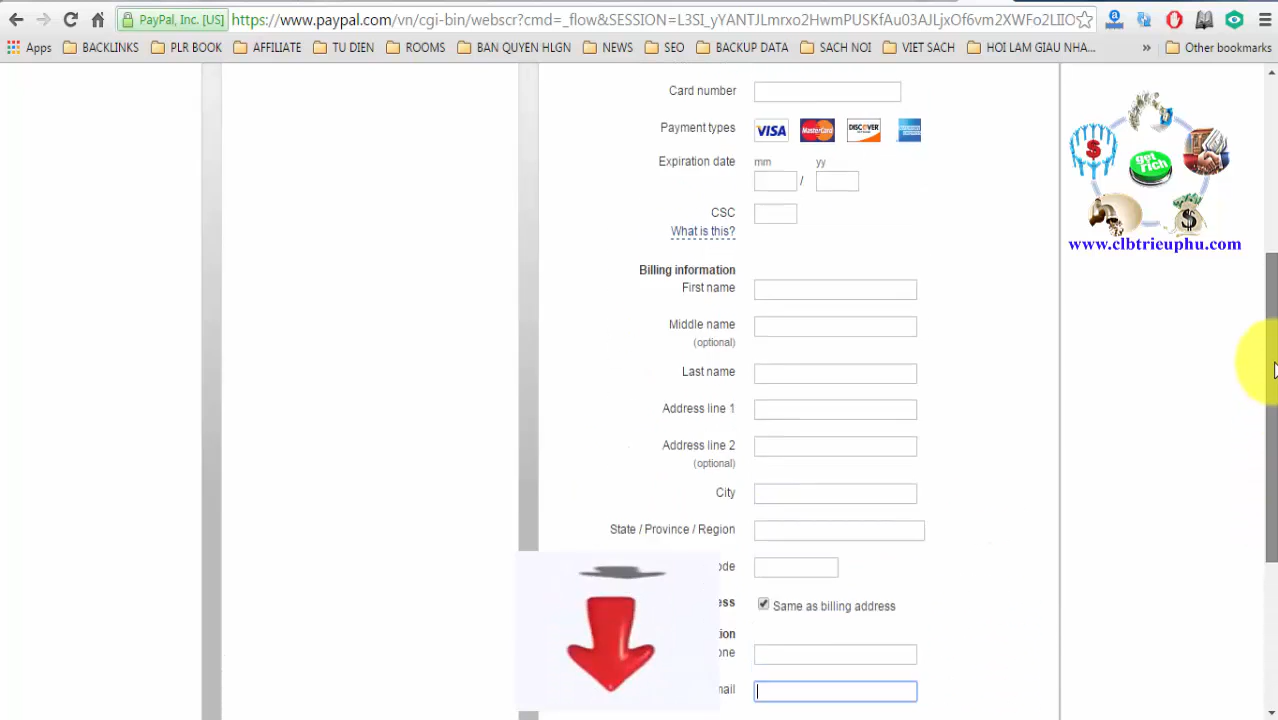 PayPal, Inc. [US] https://www.paypal.com/vn/cgi-bin/webscr?cmd=_flow&SESSION=L3SI_yYANTJLmrxo2HwmPUSKfAu03AJLjxOf6vmZXWFo2LIIO
Apps BACKLINKS PLR BOOK AFFILIATE TU DIEN ROOMS BAN QUYEN HLGN NEWS SEO BACKUP DATA SACH NOI VIET SACH HOI LAM GIAU NHA... » Other bookmarks
Card number
Payment types VISA MasterCard DISCOVER
Expiration date mm yy
/
CSC
What is this?
Billing information
First name
Middle name
(optional)
Last name
Address line 1
Address line 2
(optional)
City
State / Province / Region
ode
ess Same as billing address
tion
one
mail
get rich
www.clbtrieuphu.com